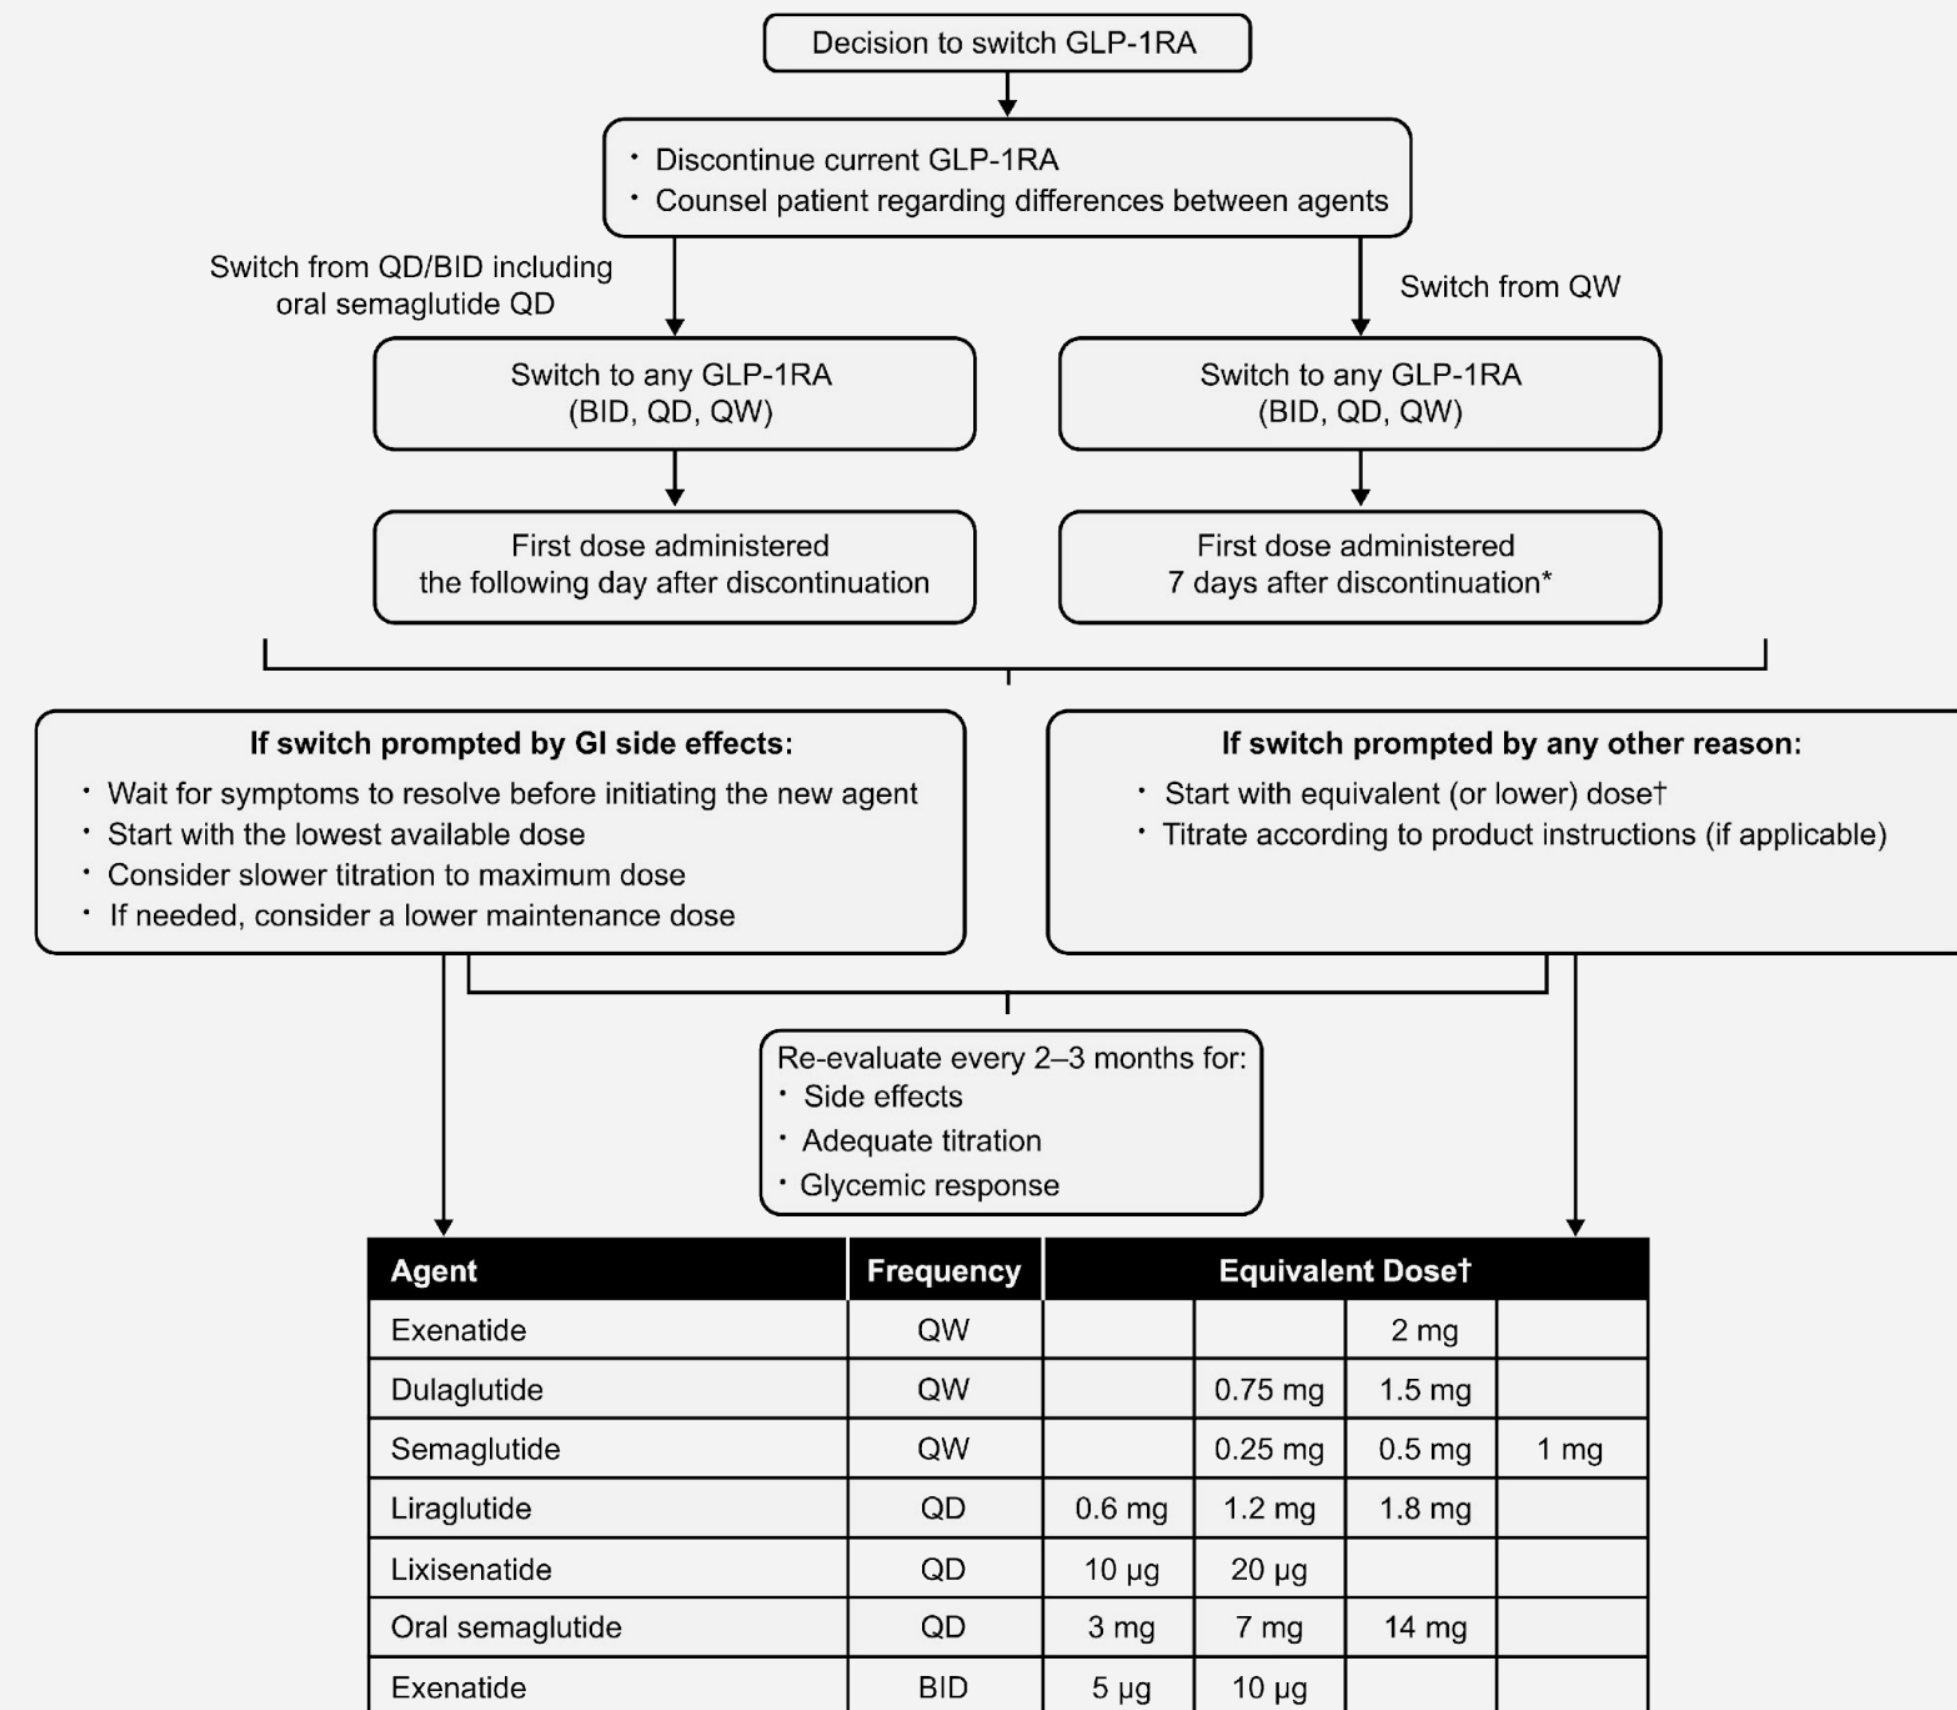 Decision to switch GLP-1RA
· Discontinue current GLP-1RA
· Counsel patient regarding differences between agents
Switch from QD/BID including
oral semaglutide QD
Switch from QW
Switch to any GLP-1RA
(BID, QD, QW)
Switch to any GLP-1RA
(BID, QD, QW)
First dose administered
the following day after discontinuation
First dose administered
7 days after discontinuation*
If switch prompted by GI side effects:
· Wait for symptoms to resolve before initiating the new agent
· Start with the lowest available dose
· Consider slower titration to maximum dose
· If needed, consider a lower maintenance dose
If switch prompted by any other reason:
· Start with equivalent (or lower) dose†
· Titrate according to product instructions (if applicable)
Re-evaluate every 2–3 months for:
· Side effects
· Adequate titration
· Glycemic response
Agent Frequency Equivalent Dose†
Exenatide QW 2 mg
Dulaglutide QW 0.75 mg 1.5 mg
Semaglutide QW 0.25 mg 0.5 mg 1 mg
Liraglutide QD 0.6 mg 1.2 mg 1.8 mg
Lixisenatide QD 10 µg 20 µg
Oral semaglutide QD 3 mg 7 mg 14 mg
Exenatide BID 5 µg 10 µg